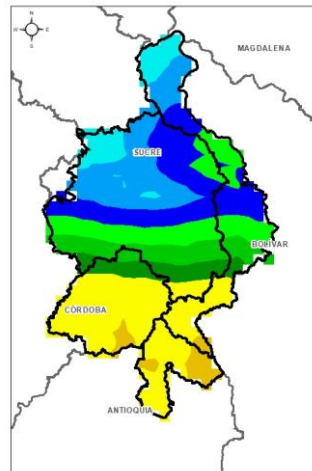 N
W E
S
MAGDALENA
SUCRE
BOLIVAR
CÓRDOBA
ANTIOQUIA